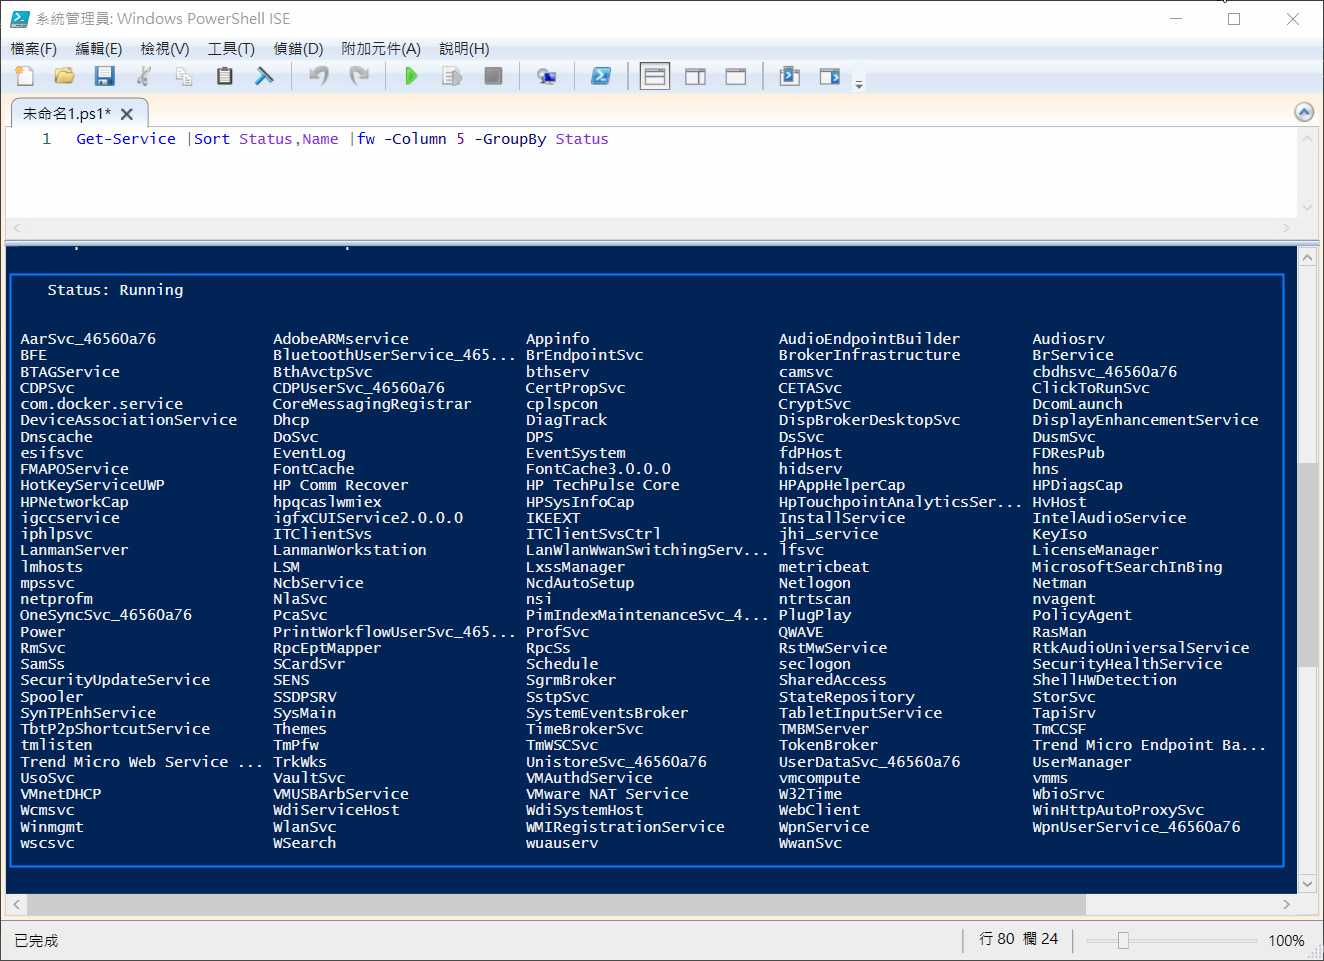 系統管理員: Windows PowerShell ISE
檔案(F) 編輯(E) 檢視(V) 工具(T) 偵錯(D) 附加元件(A) 說明(H)
未命名1.ps1*
1 Get-Service |Sort Status,Name |fw -Column 5 -GroupBy Status
Status: Running
AarSvc_46560a76 AdobeARMservice Appinfo AudioEndpointBuilder Audiosrv
BFE BluetoothUserService_465... BrEndpointSvc BrokerInfrastructure BrService
BTAGService BthAvctpSvc bthserv camsvc cbdhsvc_46560a76
CDPSvc CDPUserSvc_46560a76 CertPropSvc CETASvc ClickToRunSvc
com.docker.service CoreMessagingRegistrar cplspcon CryptSvc DcomLaunch
DeviceAssociationService Dhcp DiagTrack DispBrokerDesktopSvc DisplayEnhancementService
Dnscache DoSvc DPS DsSvc DusmSvc
esifsvc EventLog EventSystem fdPHost FDResPub
FMAPOService FontCache FontCache3.0.0.0 hidserv hns
HotKeyServiceUWP HP Comm Recover HP TechPulse Core HPAppHelperCap HPDiagsCap
HPNetworkCap hpqcaslwmiex HPSysInfoCap HpTouchpointAnalyticsSer... HvHost
igccservice igfxCUIService2.0.0.0 IKEEXT InstallService IntelAudioService
iphlpsvc ITClientSvs ITClientSvsCtrl jhi_service KeyIso
LanmanServer LanmanWorkstation LanWlanWwanSwitchingServ... lfsvc LicenseManager
lmhosts LSM LxssManager metricbeat MicrosoftSearchInBing
mpssvc NcbService NcdAutoSetup Netlogon Netman
netprofm NlaSvc nsi ntrtscan nvagent
OneSyncSvc_46560a76 PcaSvc PimIndexMaintenanceSvc_4... PlugPlay PolicyAgent
Power PrintWorkflowUserSvc_465... ProfSvc QWAVE RasMan
RmSvc RpcEptMapper RpcSs RstMwService RtkAudioUniversalService
SamSs SCardSvr Schedule seclogon SecurityHealthService
SecurityUpdateService SENS SgrmBroker SharedAccess ShellHWDetection
Spooler SSDPSRV SstpSvc StateRepository StorSvc
SynTPEnhService SysMain SystemEventsBroker TabletInputService TapiSrv
TbtP2pShortcutService Themes TimeBrokerSvc TMBMServer TmCCSF
tmlisten TmPfw TmWSCSvc TokenBroker Trend Micro Endpoint Ba...
Trend Micro Web Service ... TrkWks UnistoreSvc_46560a76 UserDataSvc_46560a76 UserManager
UsoSvc VaultSvc VMAuthdService vmcompute vmms
VMnetDHCP VMUSBArbService VMware NAT Service W32Time WbioSrvc
Wcmsvc WdiServiceHost WdiSystemHost WebClient WinHttpAutoProxySvc
Winmgmt WlanSvc WMIRegistrationService WpnService WpnUserService_46560a76
wscsvc WSearch wuauserv WwanSvc
已完成 行 80 欄 24 100%